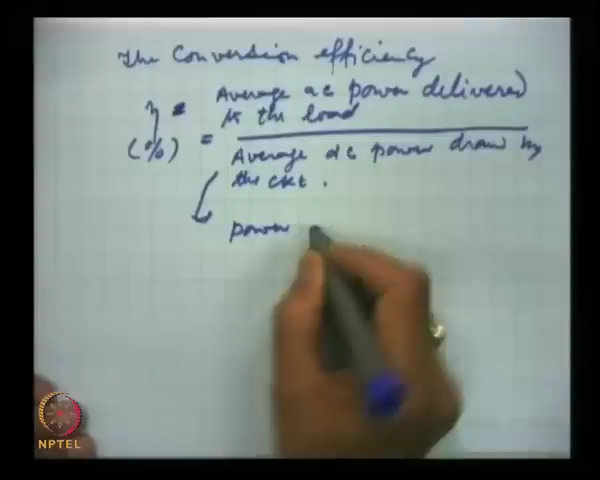 The Conversion efficiency
η = Average ac power delivered
to the load
(%) = Average dc power drawn by
the ckt.
power
NPTEL